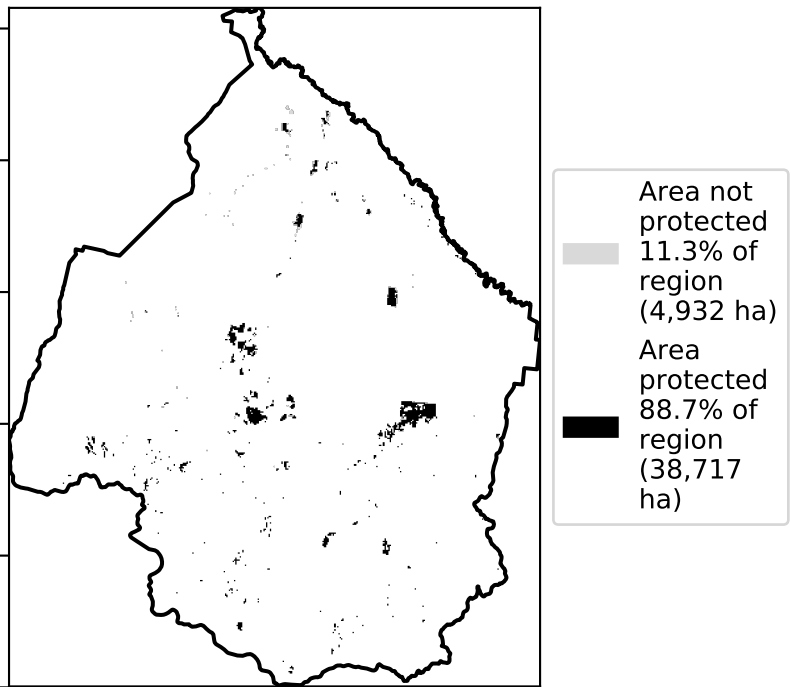 Area not
protected
11.3% of
region
(4,932 ha)
Area
protected
88.7% of
region
(38,717
ha)